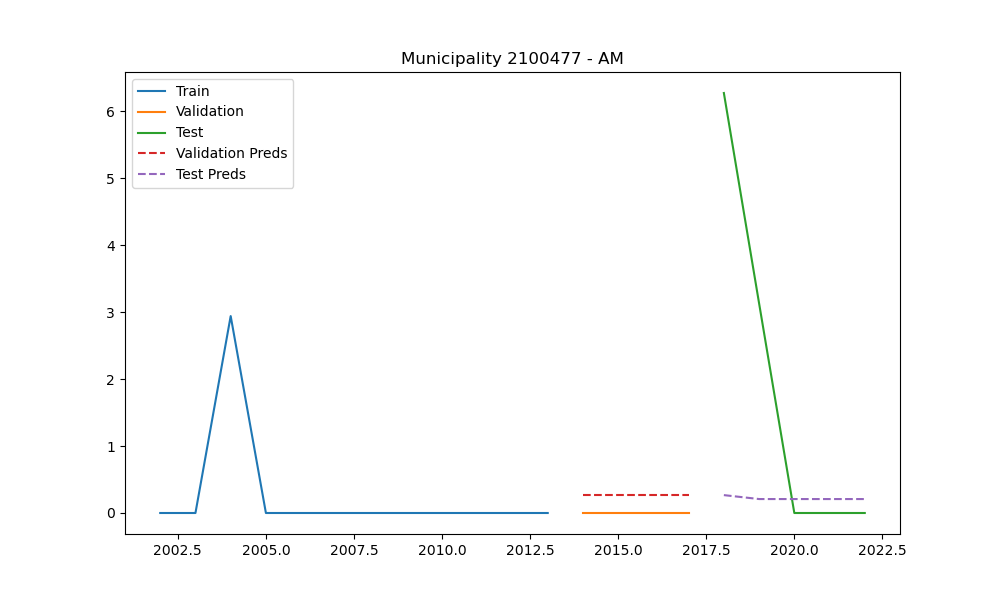 Municipality 2100477 - AM
Train
Validation
Test
Validation Preds
Test Preds
6
5
4
3
2
1
0
2002.5 2005.0 2007.5 2010.0 2012.5 2015.0 2017.5 2020.0 2022.5